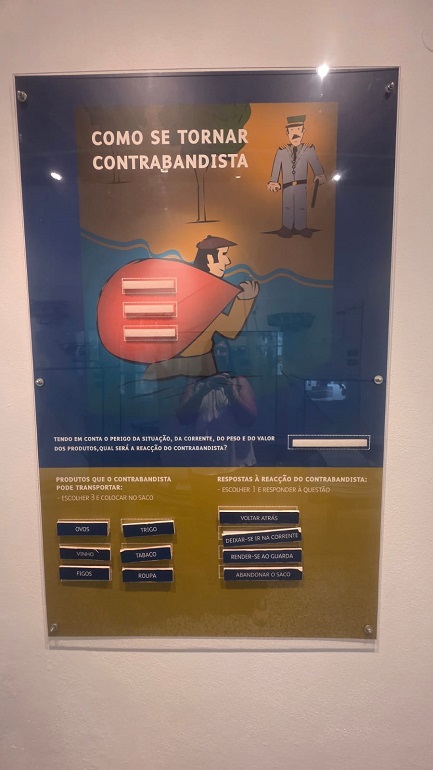 COMO SE TORNAR
CONTRABANDISTA
TENDO EM CONTA O PERIGO DA SITUAÇÃO, DA CORRENTE, DO PESO E DO VALOR
DOS PRODUTOS,QUAL SERÁ A REACÇÃO DO CONTRABANDISTA?
PRODUTOS QUE O CONTRABANDISTA
PODE TRANSPORTAR:
- ESCOLHER 3 E COLOCAR NO SACO
OVOS
TRIGO
VINHO
TABACO
FIGOS
ROUPA
RESPOSTAS À REACÇÃO DO CONTRABANDISTA:
- ESCOLHER 1 E RESPONDER À QUESTÃO
VOLTAR ATRÁS
DEIXAR-SE IR NA CORRENTE
RENDER-SE AO GUARDA
ABANDONAR O SACO